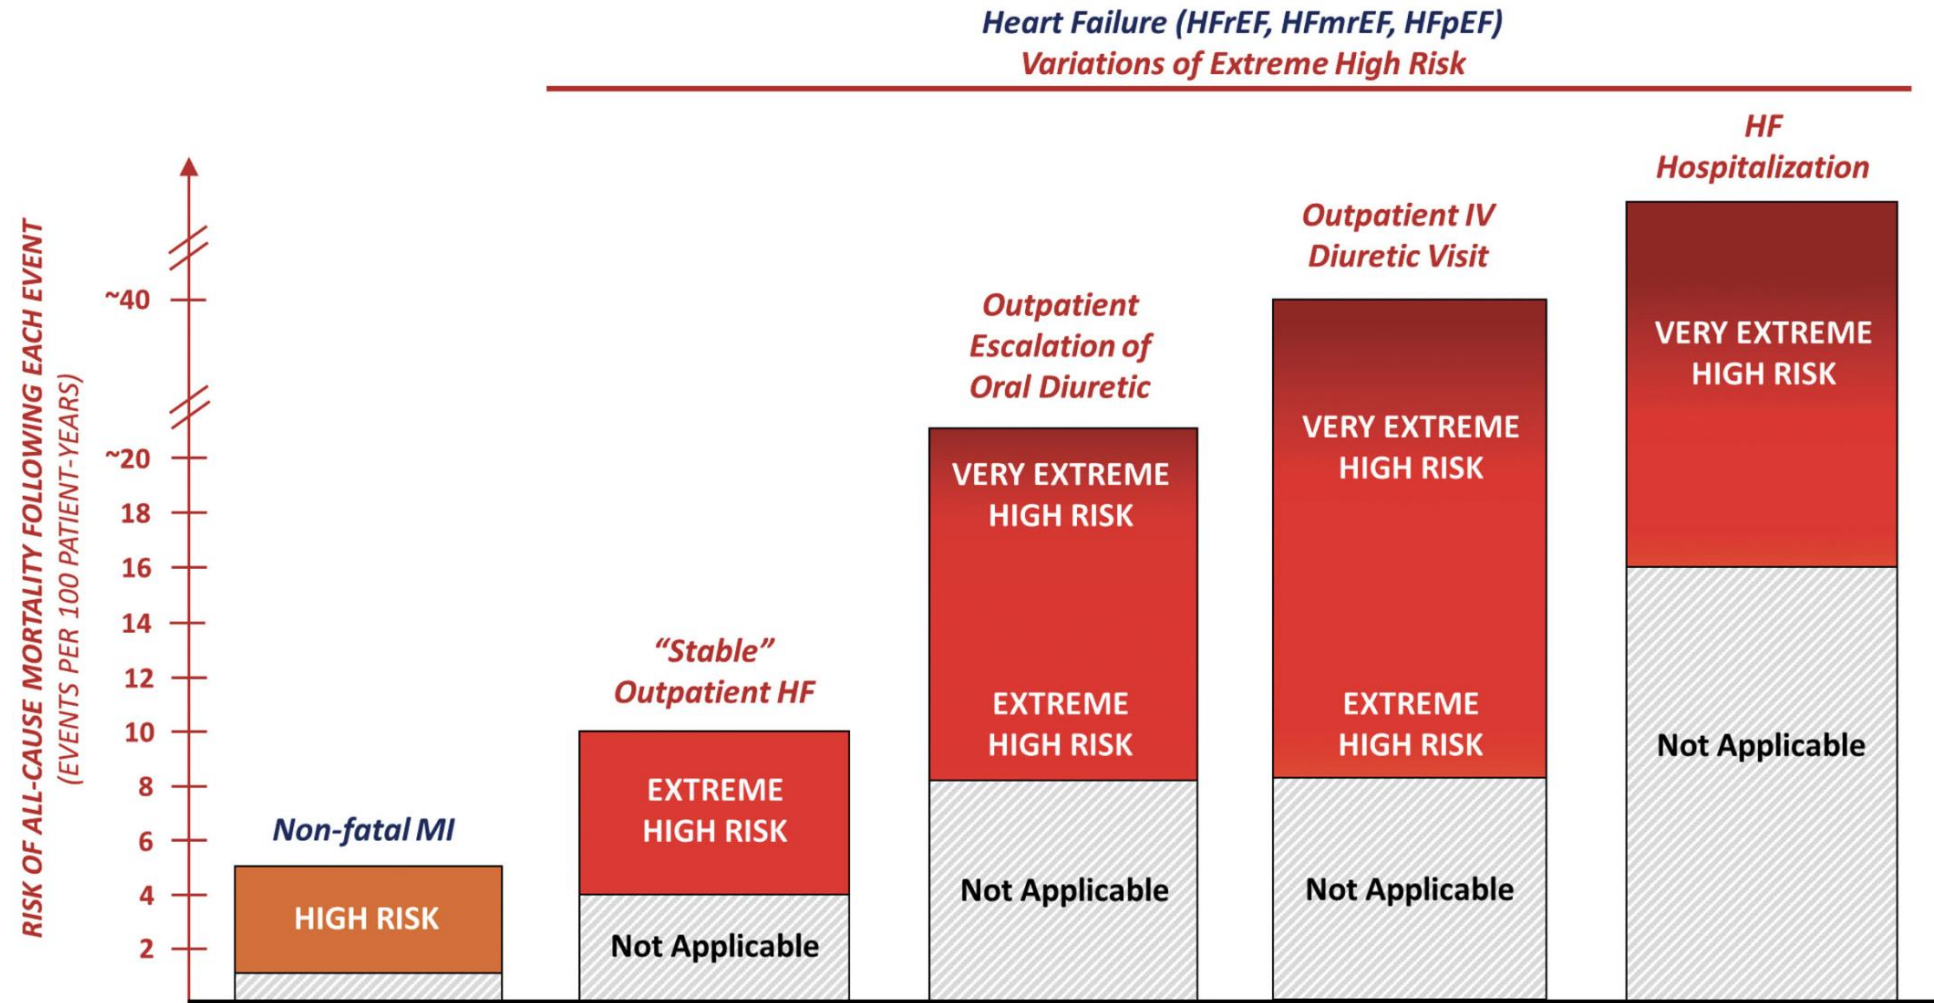 Heart Failure (HFrEF, HFmrEF, HFpEF)
Variations of Extreme High Risk
RISK OF ALL-CAUSE MORTALITY FOLLOWING EACH EVENT
(EVENTS PER 100 PATIENT-YEARS)
~40
~20
18
16
14
12
10
8
6
4
2
Non-fatal MI
HIGH RISK
“Stable”
Outpatient HF
EXTREME
HIGH RISK
Not Applicable
Outpatient
Escalation of
Oral Diuretic
VERY EXTREME
HIGH RISK
EXTREME
HIGH RISK
Not Applicable
Outpatient IV
Diuretic Visit
VERY EXTREME
HIGH RISK
EXTREME
HIGH RISK
Not Applicable
HF
Hospitalization
VERY EXTREME
HIGH RISK
Not Applicable